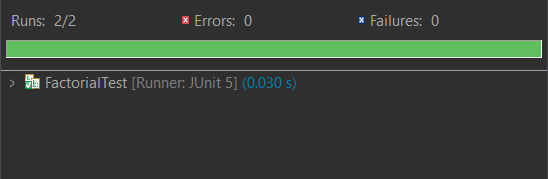 Runs: 2/2 Errors: 0 Failures: 0
FactorialTest [Runner: JUnit 5] (0.030 s)